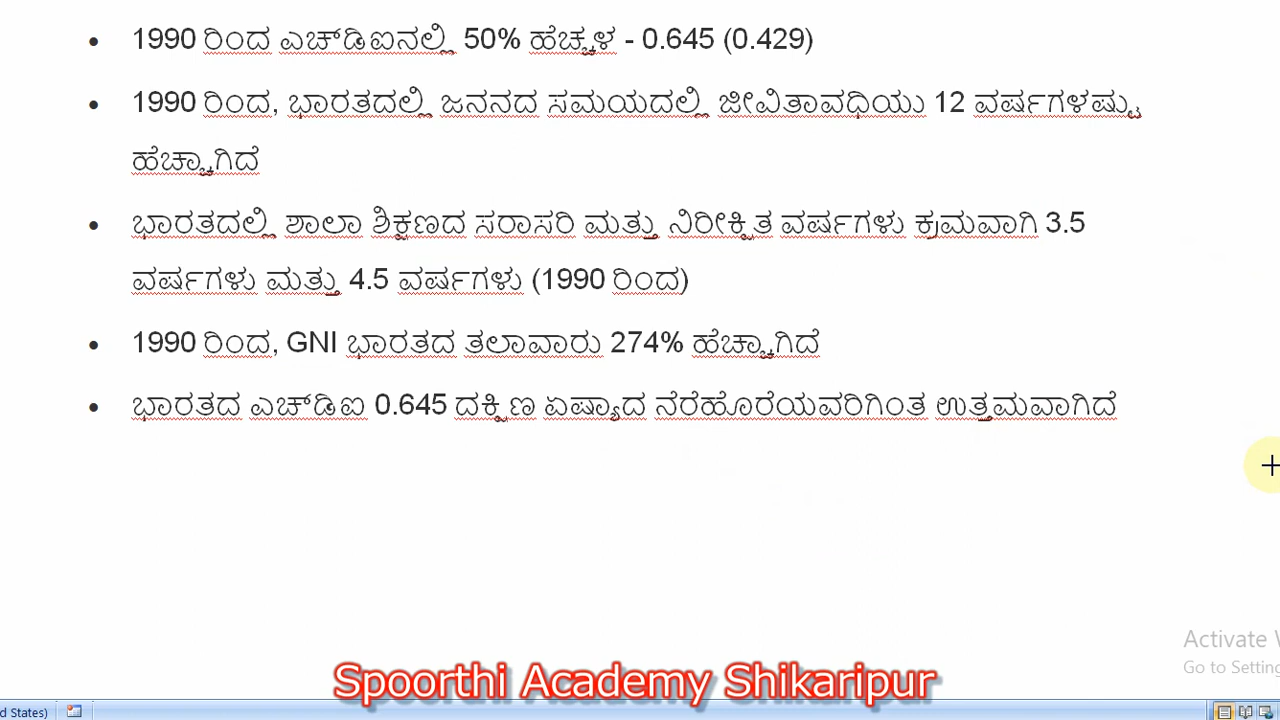 • 1990 ರಿಂದ ಎಚ್‌ಡಿಐನಲ್ಲಿ 50% ಹೆಚ್ಚಳ - 0.645 (0.429)
• 1990 ರಿಂದ, ಭಾರತದಲ್ಲಿ ಜನನದ ಸಮಯದಲ್ಲಿ ಜೀವಿತಾವಧಿಯು 12 ವರ್ಷಗಳಷ್ಟು
ಹೆಚ್ಚಾಗಿದೆ
• ಭಾರತದಲ್ಲಿ ಶಾಲಾ ಶಿಕ್ಷಣದ ಸರಾಸರಿ ಮತ್ತು ನಿರೀಕ್ಷಿತ ವರ್ಷಗಳು ಕ್ರಮವಾಗಿ 3.5
ವರ್ಷಗಳು ಮತ್ತು 4.5 ವರ್ಷಗಳು (1990 ರಿಂದ)
• 1990 ರಿಂದ, GNI ಭಾರತದ ತಲಾವಾರು 274% ಹೆಚ್ಚಾಗಿದೆ
• ಭಾರತದ ಎಚ್‌ಡಿಐ 0.645 ದಕ್ಷಿಣ ಏಷ್ಯಾದ ನೆರೆಹೊರೆಯವರಿಗಿಂತ ಉತ್ತಮವಾಗಿದೆ
Activate
Go to Setting
Spoorthi Academy Shikaripur
d States)